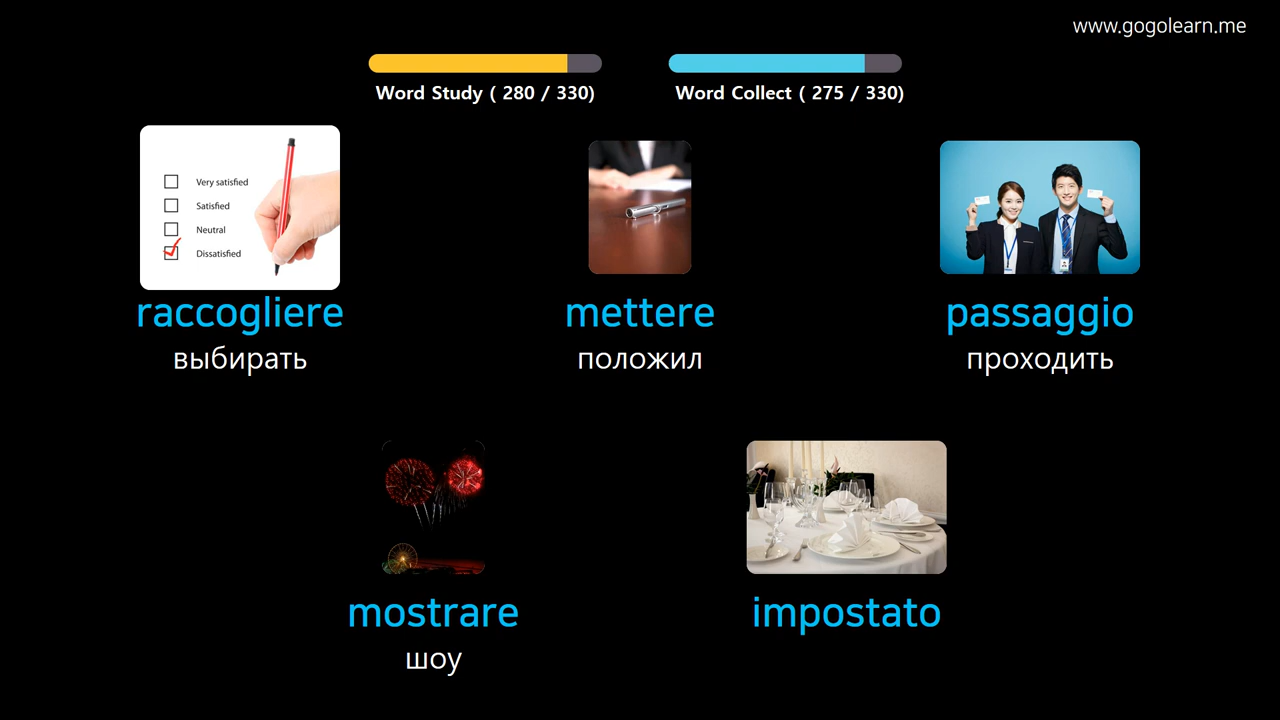 www.gogolearn.me
Word Study ( 280 / 330)
Word Collect ( 275 / 330)
Very satisfied
Satisfied
Neutral
Dissatisfied
raccogliere
выбирать
mettere
положил
passaggio
проходить
mostrare
шоу
impostato